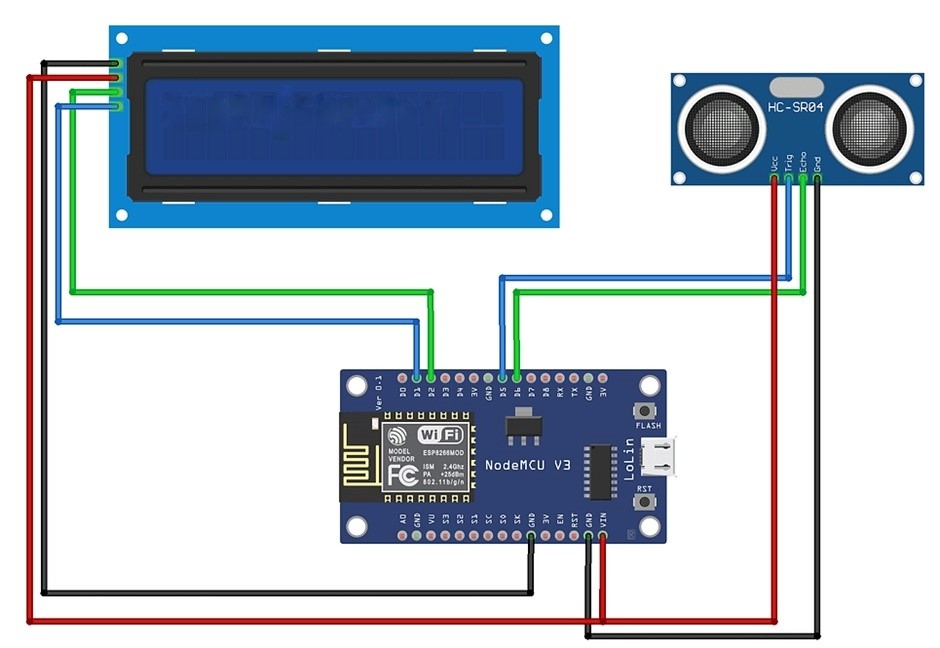 HC-SR04
Vcc
Trig
Echo
Gnd
Ver 0.1
D0 D1 D2 D3 D4 3V GND D5 D6 D7 D8 RX TX GND 3V
FLASH
WiFi
MODEL
VENDOR
ESP8266MOD
FC
ISM 2.4Ghz
PA +25dBm
802.11b/g/n
NodeMCU V3
LoLin
RST
A0 GND VU S3 S2 S1 SC S0 SK GND 3V EN RST GND VIN